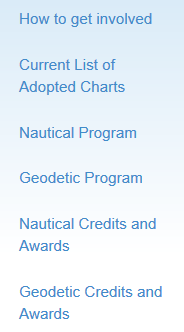 How to get involved
Current List of
Adopted Charts
Nautical Program
Geodetic Program
Nautical Credits and
Awards
Geodetic Credits and
Awards